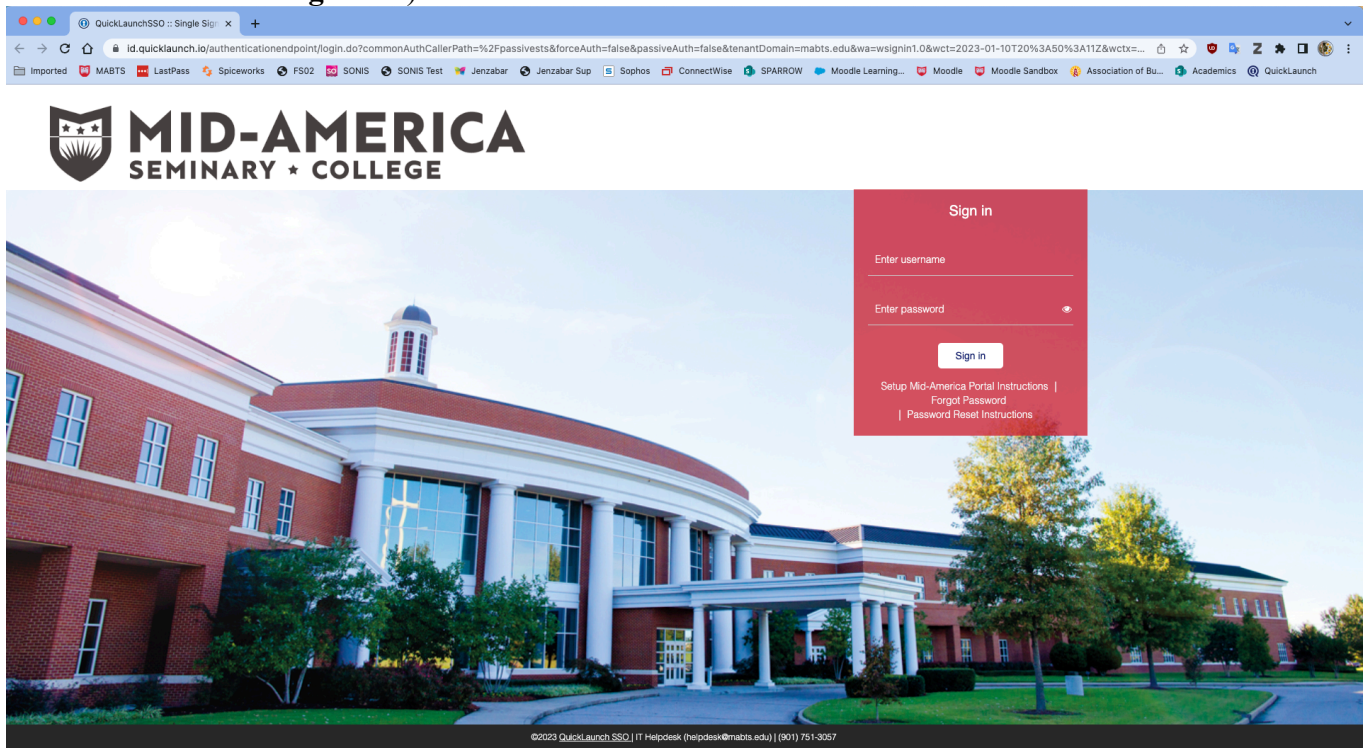 QuickLaunchSSO :: Single Sign
id.quicklaunch.io/authenticationendpoint/login.do?commonAuthCallerPath=%2Fpassivests&forceAuth=false&passiveAuth=false&tenantDomain=mabts.edu&wa=wsignin1.0&wct=2023-01-10T20%3A50%3A11Z&wctx=...
Imported MABTS LastPass Spiceworks FS02 SONIS SONIS Test Jenzabar Jenzabar Sup Sophos ConnectWise SPARROW Moodle Learning... Moodle Moodle Sandbox Association of Bu... Academics QuickLaunch
MID-AMERICA
SEMINARY ★ COLLEGE
Sign in
Enter username
Enter password
Sign in
Setup Mid-America Portal Instructions |
Forgot Password
| Password Reset Instructions
©2023 QuickLaunch SSO | IT Helpdesk (helpdesk@mabts.edu) | (901) 751-3057